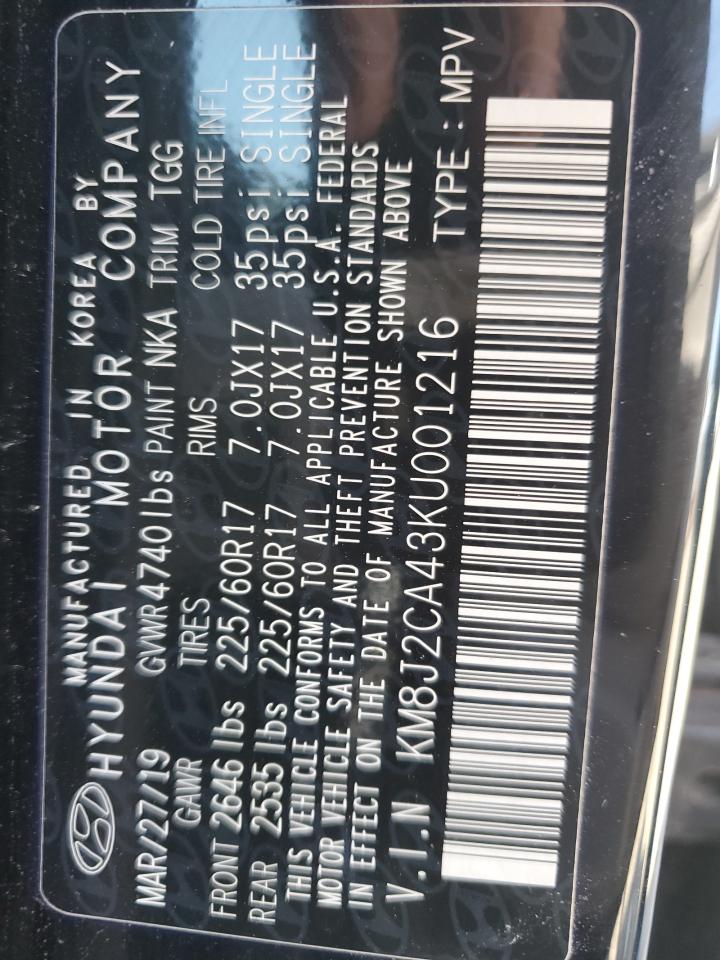 MANUFACTURED IN KOREA BY
HYUNDAI MOTOR COMPANY
MAR/27/19 GVWR4740lbs PAINT NKA TRIM TGG
GAWR TIRES RIMS COLD TIRE INFL
FRONT 2646 lbs 225/60R17 7.0JX17 35psi SINGLE
REAR 2535 lbs 225/60R17 7.0JX17 35psi SINGLE
THIS VEHICLE CONFORMS TO ALL APPLICABLE U.S.A. FEDERAL
MOTOR VEHICLE SAFETY AND THEFT PREVENTION STANDARDS
IN EFFECT ON THE DATE OF MANUFACTURE SHOWN ABOVE
V.I.N KM8J2CA43KU001216 TYPE : MPV